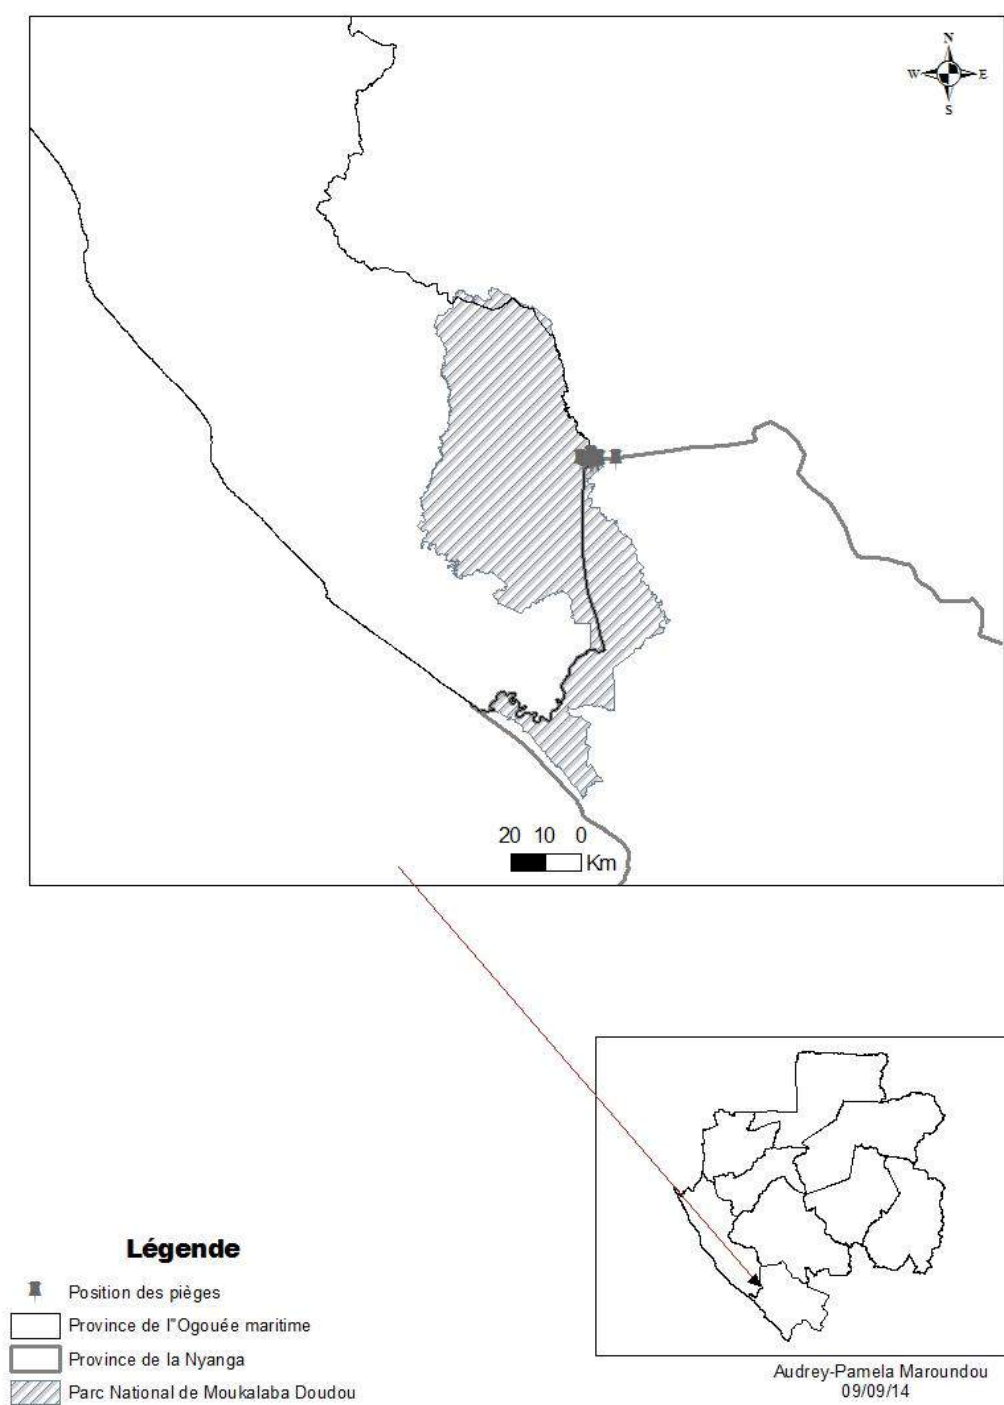 N
W E
S
20 10 0
Km
Légende
Position des pièges
Province de l"Ogouée maritime
Province de la Nyanga
Parc National de Moukalaba Doudou
Audrey-Pamela Maroundou
09/09/14